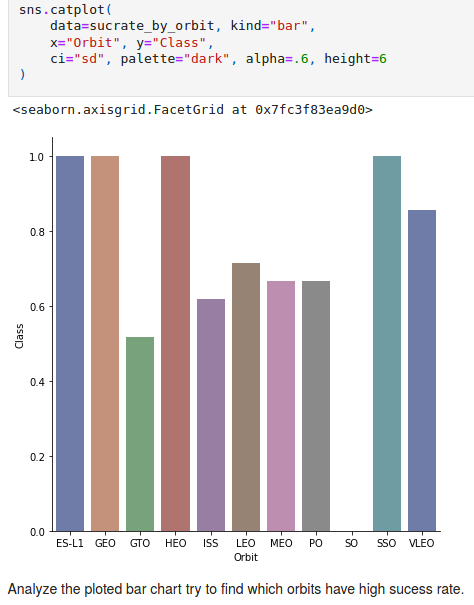 sns.catplot(
    data=sucrate_by_orbit, kind="bar",
    x="Orbit", y="Class",
    ci="sd", palette="dark", alpha=.6, height=6
)
<seaborn.axisgrid.FacetGrid at 0x7fc3f83ea9d0>
1.0
0.8
0.6
Class
0.4
0.2
0.0
ES-L1 GEO GTO HEO ISS LEO MEO PO SO SSO VLEO
Orbit
Analyze the ploted bar chart try to find which orbits have high sucess rate.